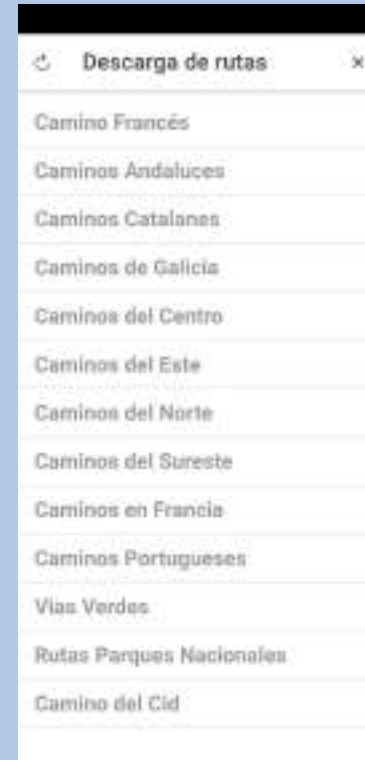 Descarga de rutas
Camino Francés
Caminos Andaluces
Caminos Catalanes
Caminos de Galicia
Caminos del Centro
Caminos del Este
Caminos del Norte
Caminos del Sureste
Caminos en Francia
Caminos Portugueses
Vías Verdes
Rutas Parques Nacionales
Camino del Cid